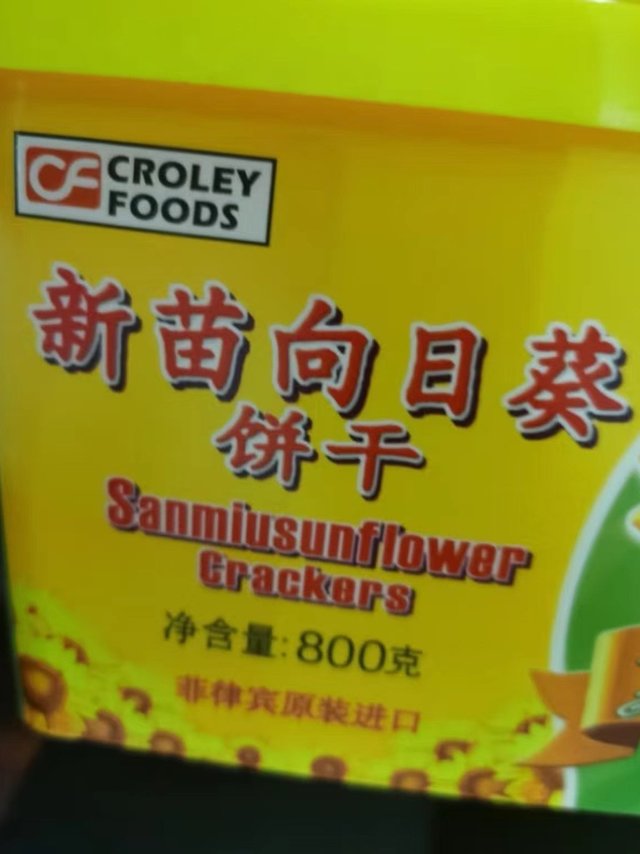 CF CROLEY
FOODS
新苗向日葵
饼干
Sanmiusunflower
Crackers
净含量:800克
菲律宾原装进口